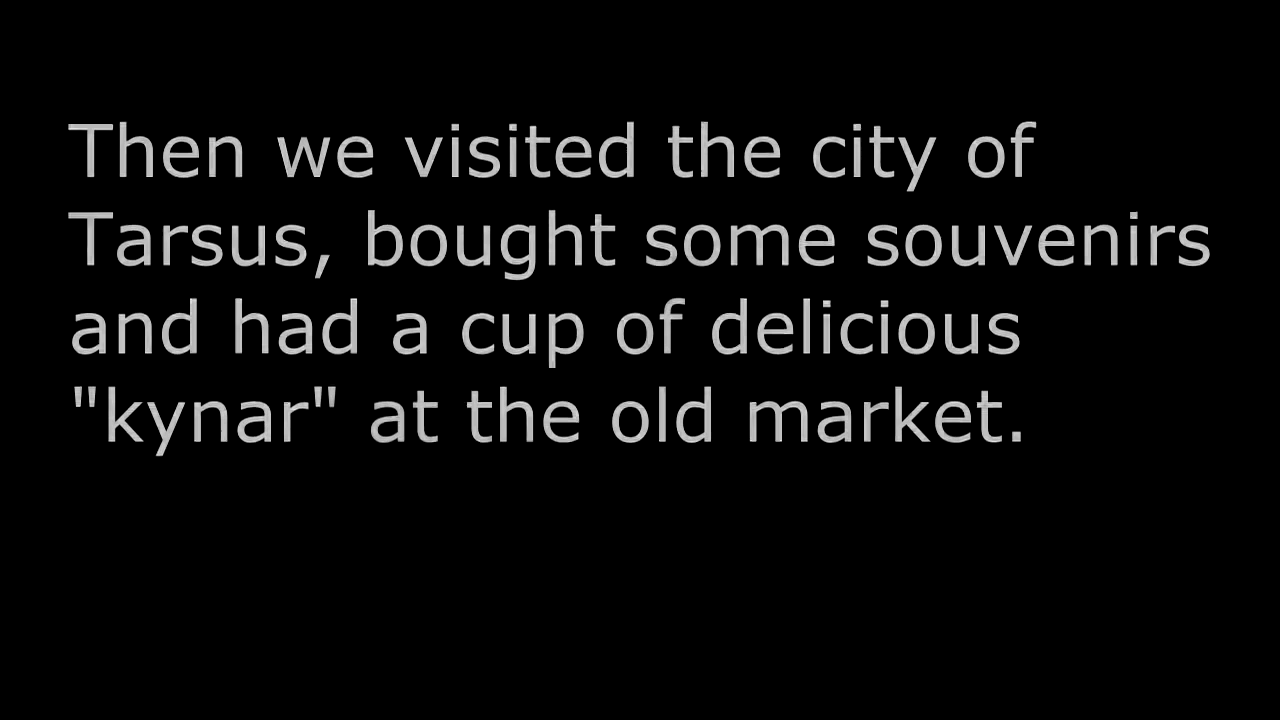 Then we visited the city of
Tarsus, bought some souvenirs
and had a cup of delicious
"kynar" at the old market.